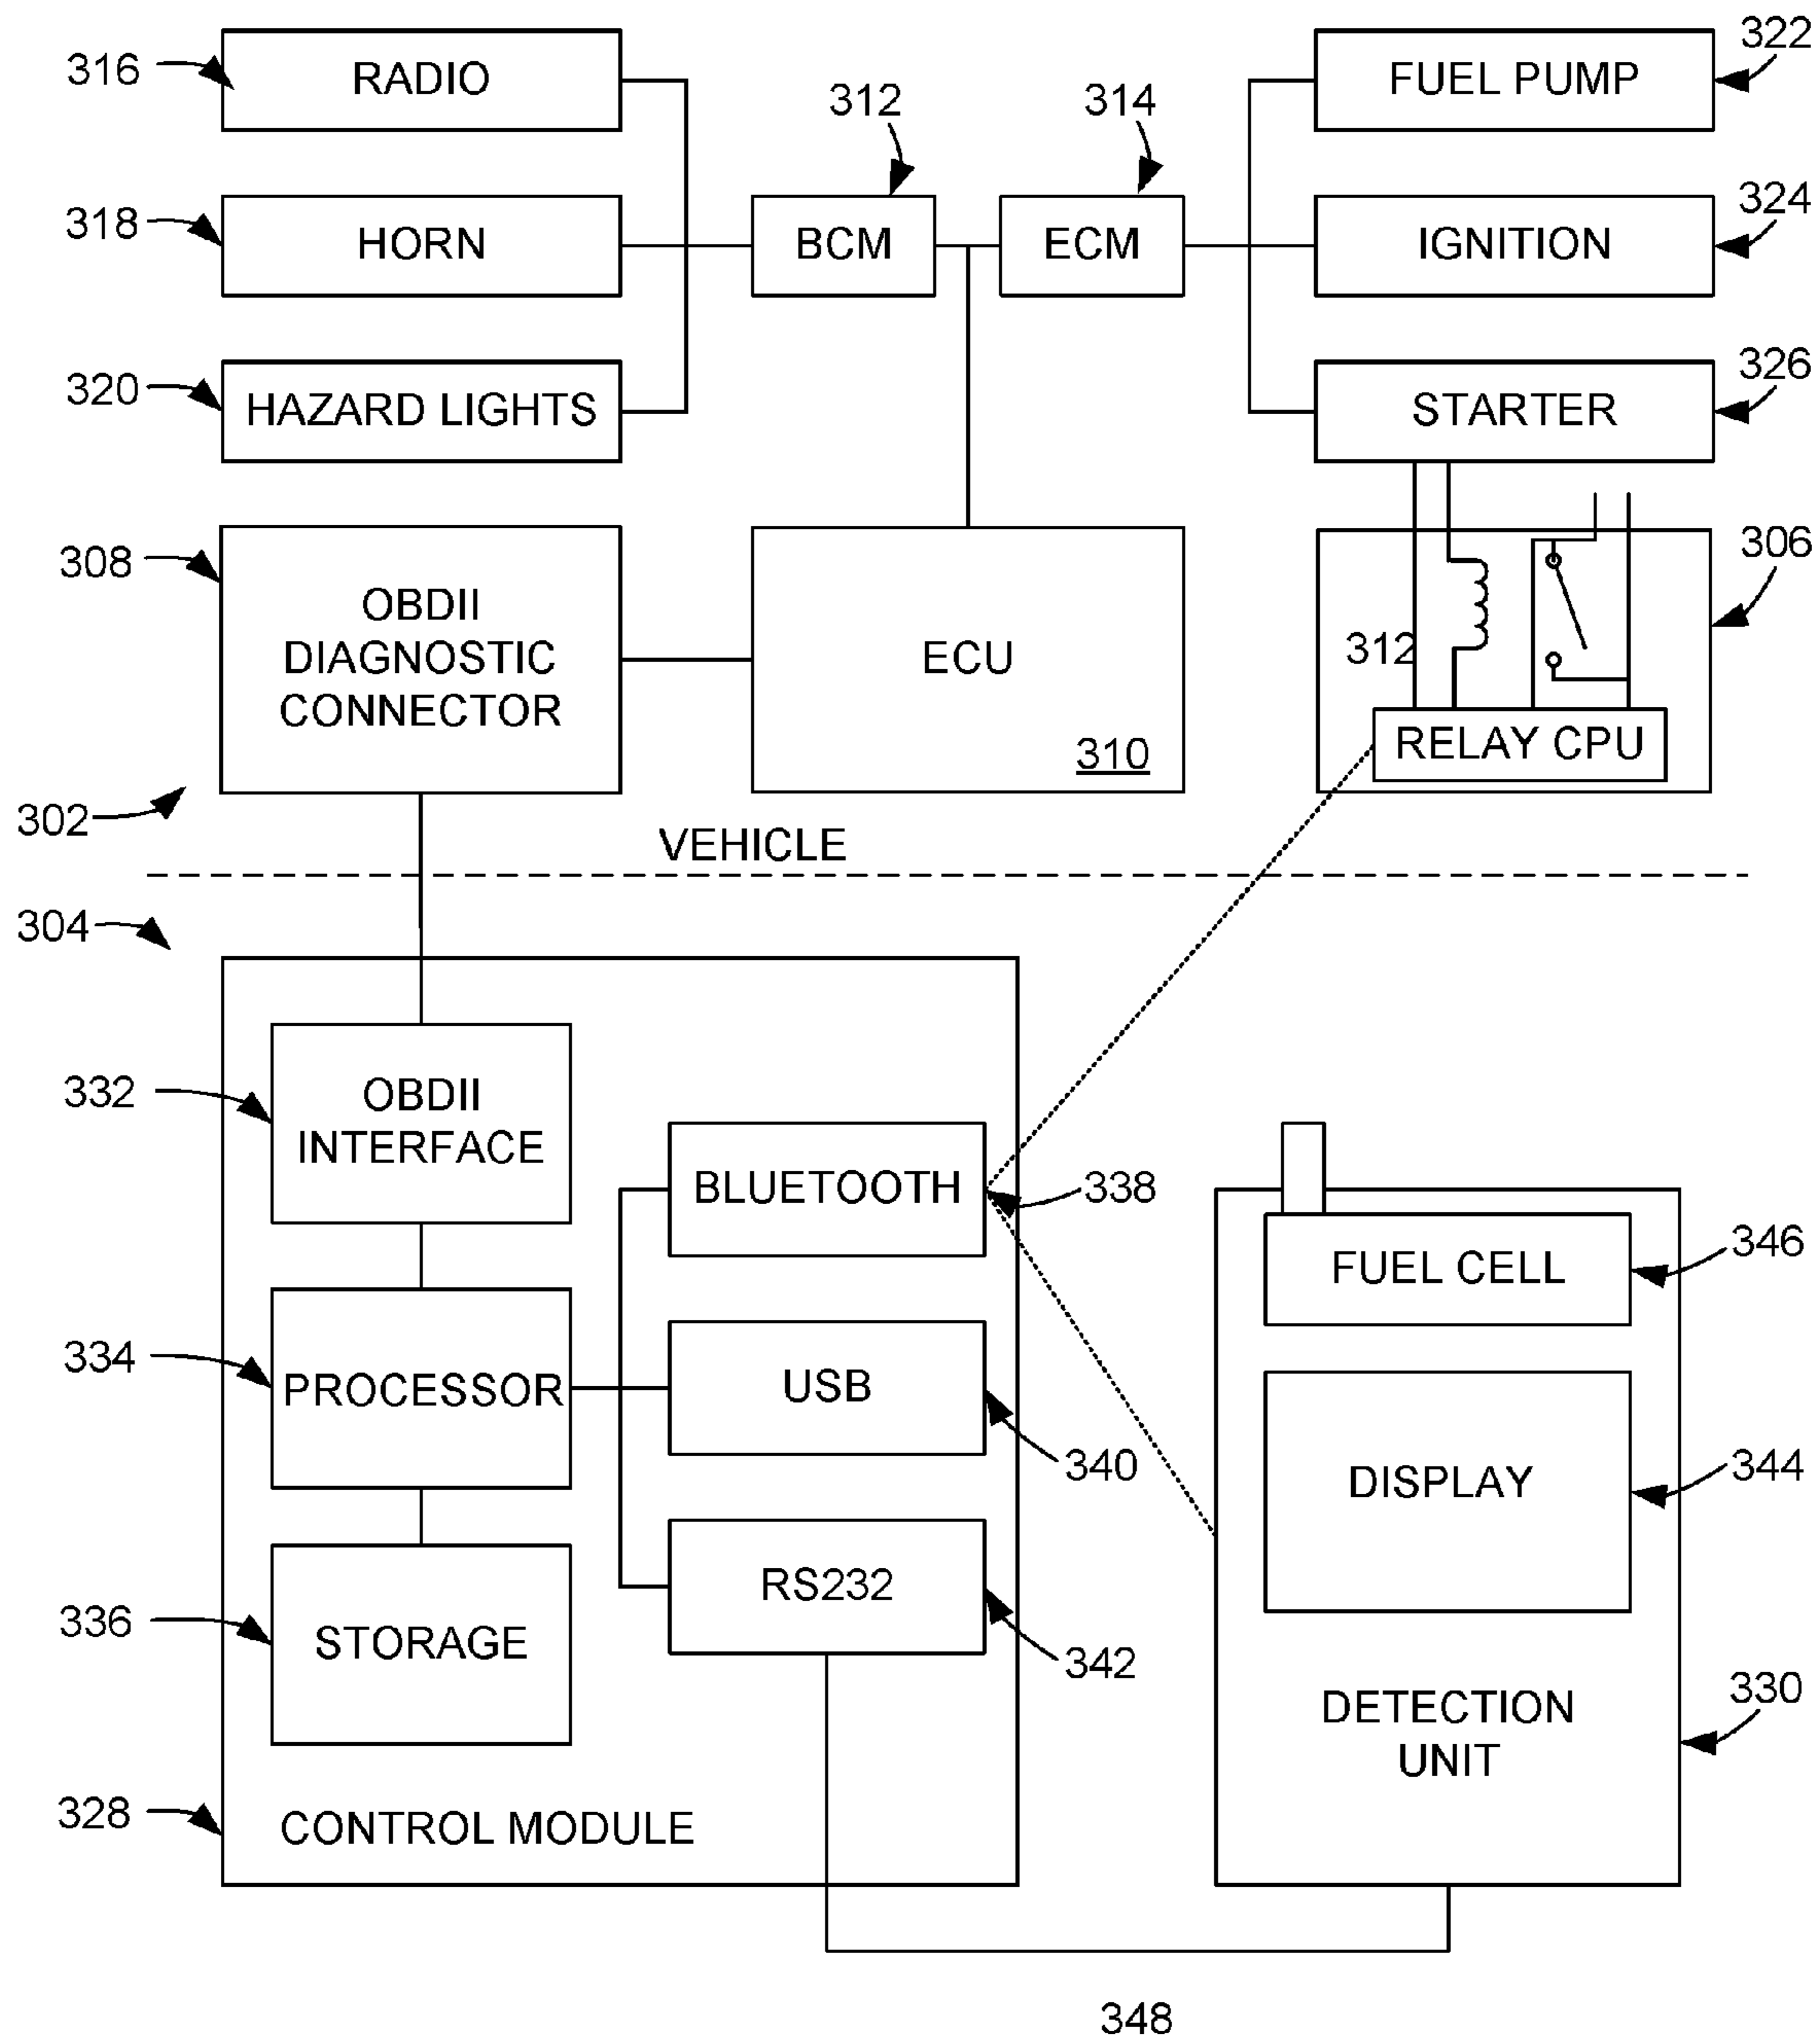 316
RADIO
312
314
FUEL PUMP
322
318
HORN
BCM
ECM
IGNITION
324
320
HAZARD LIGHTS
STARTER
326
308
OBDII
DIAGNOSTIC
CONNECTOR
ECU
310
312
RELAY CPU
306
302
VEHICLE
304
332
OBDII
INTERFACE
BLUETOOTH
338
FUEL CELL
346
334
PROCESSOR
USB
340
DISPLAY
344
336
STORAGE
RS232
342
DETECTION
UNIT
330
328
CONTROL MODULE
348